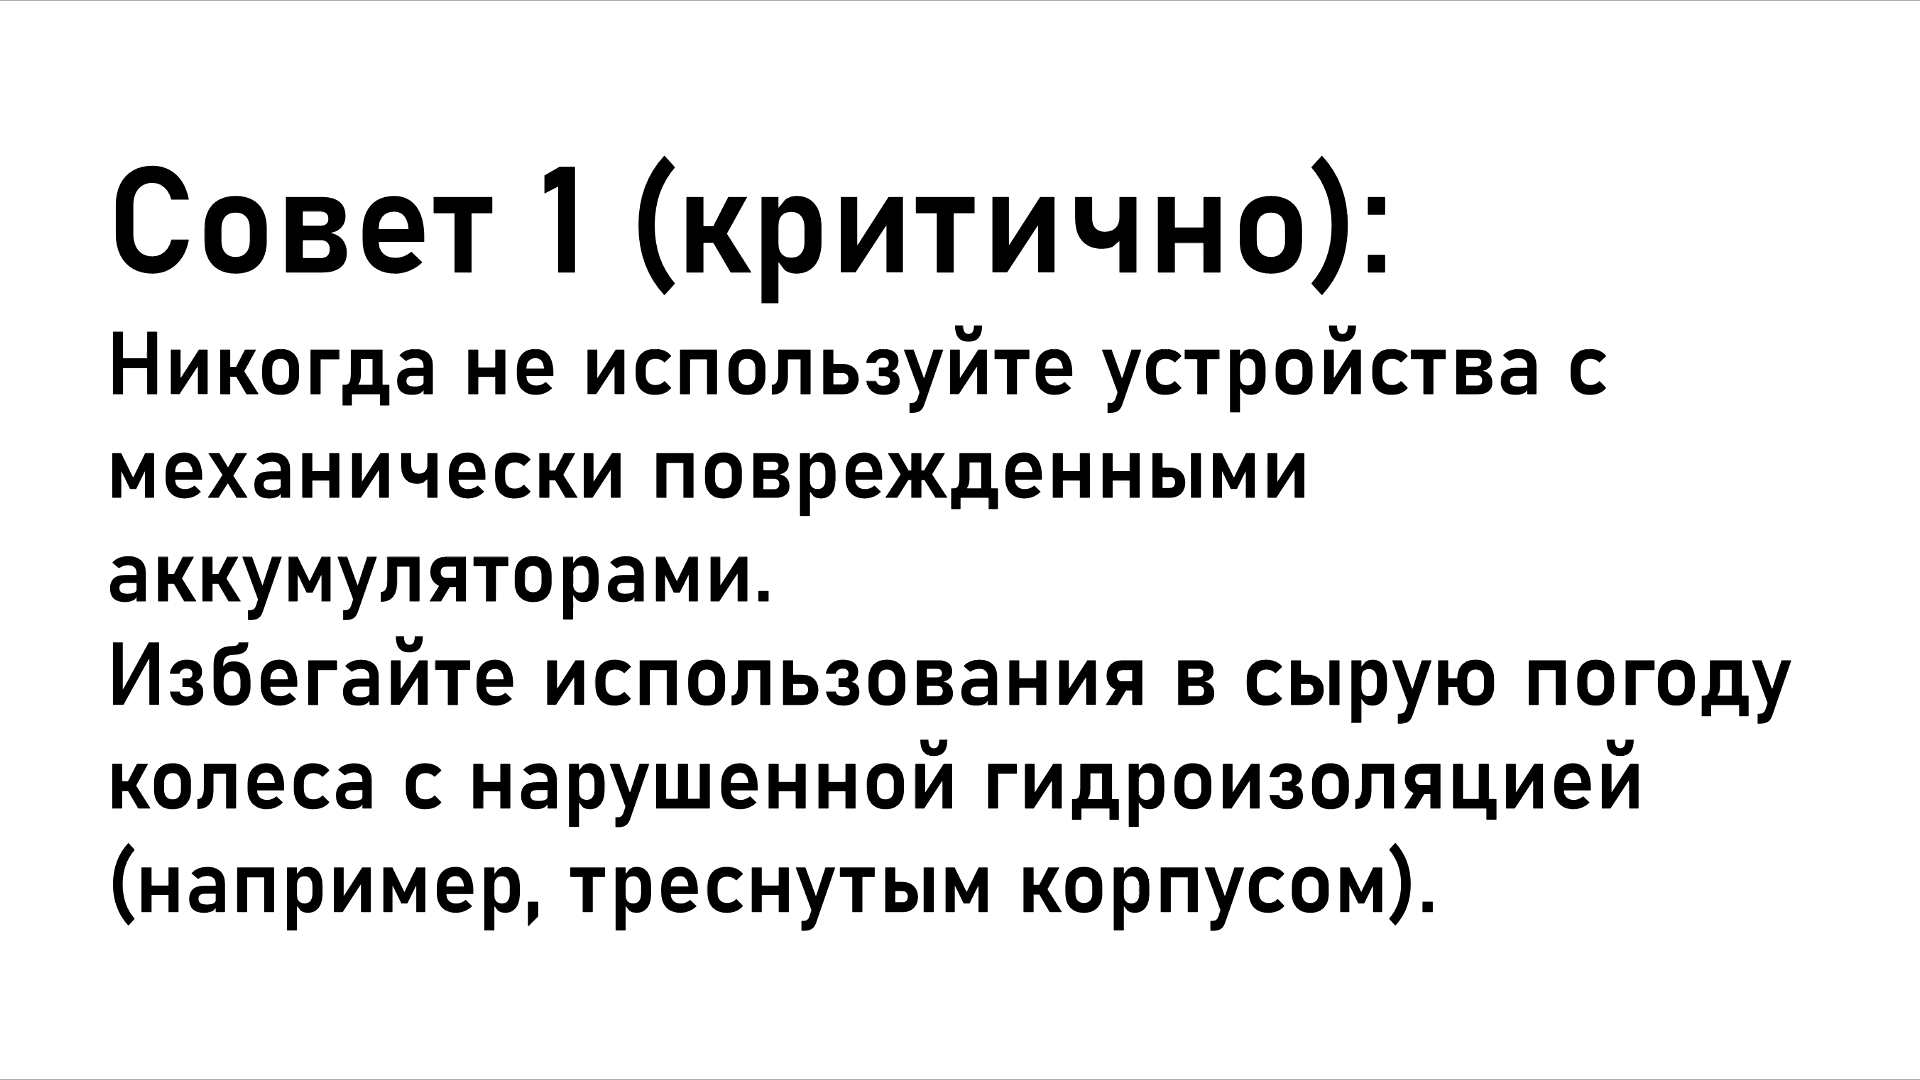 Совет 1 (критично):
Никогда не используйте устройства с
механически поврежденными
аккумуляторами.
Избегайте использования в сырую погоду
колеса с нарушенной гидроизоляцией
(например, треснутым корпусом).